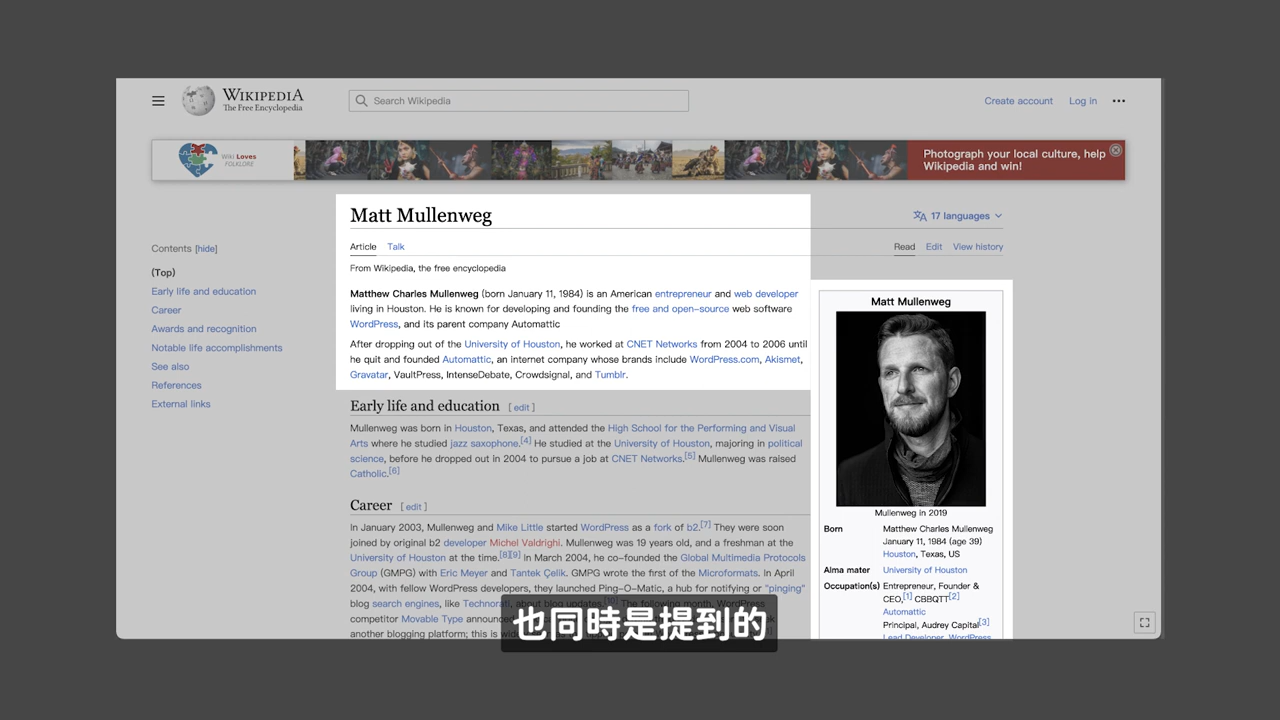 WIKIPEDIA
The Free Encyclopedia
Search Wikipedia
Create account
Log in
Wiki Loves
FOLKLORE
Photograph your local culture, help
Wikipedia and win!
Matt Mullenweg
17 languages
Article
Talk
Read
Edit
View history
From Wikipedia, the free encyclopedia
Contents [hide]
(Top)
Early life and education
Career
Awards and recognition
Notable life accomplishments
See also
References
External links
Matthew Charles Mullenweg (born January 11, 1984) is an American entrepreneur and web developer
living in Houston. He is known for developing and founding the free and open-source web software
WordPress, and its parent company Automattic
After dropping out of the University of Houston, he worked at CNET Networks from 2004 to 2006 until
he quit and founded Automattic, an internet company whose brands include WordPress.com, Akismet,
Gravatar, VaultPress, IntenseDebate, Crowdsignal, and Tumblr.
Early life and education [ edit ]
Mullenweg was born in Houston, Texas, and attended the High School for the Performing and Visual
Arts where he studied jazz saxophone.[4] He studied at the University of Houston, majoring in political
science, before he dropped out in 2004 to pursue a job at CNET Networks.[5] Mullenweg was raised
Catholic.[6]
Career [ edit ]
In January 2003, Mullenweg and Mike Little started WordPress as a fork of b2.[7] They were soon
joined by original b2 developer Michel Valdrighi. Mullenweg was 19 years old, and a freshman at the
University of Houston at the time.[8][9] In March 2004, he co-founded the Global Multimedia Protocols
Group (GMPG) with Eric Meyer and Tantek Çelik. GMPG wrote the first of the Microformats. In April
2004, with fellow WordPress developers, they launched Ping-O-Matic, a hub for notifying or "pinging"
blog search engines, like Technorati, about blog updates.[10] The following month, WordPress
competitor Movable Type announced
another blogging platform; this is
Matt Mullenweg
Mullenweg in 2019
Born Matthew Charles Mullenweg
January 11, 1984 (age 39)
Houston, Texas, US
Alma mater University of Houston
Occupation(s) Entrepreneur, Founder &
CEO,[1] CBBQTT[2]
Automattic
Principal, Audrey Capital[3]
Lead Developer, WordPress
也同時是提到的